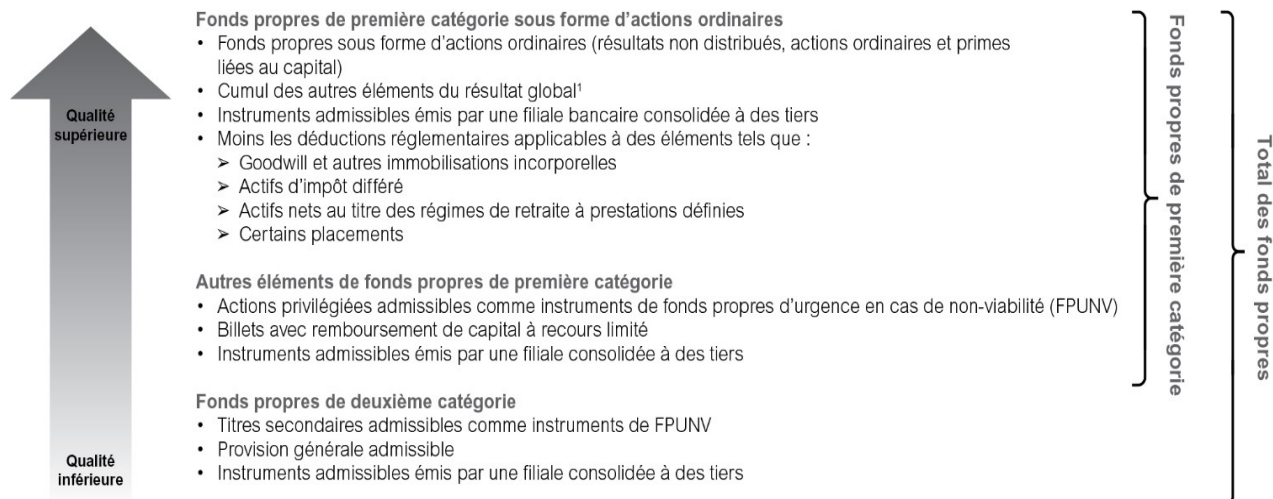 Fonds propres de première catégorie sous forme d’actions ordinaires
• Fonds propres sous forme d’actions ordinaires (résultats non distribués, actions ordinaires et primes
liées au capital)
• Cumul des autres éléments du résultat global¹
• Instruments admissibles émis par une filiale bancaire consolidée à des tiers
• Moins les déductions réglementaires applicables à des éléments tels que :
➢ Goodwill et autres immobilisations incorporelles
➢ Actifs d’impôt différé
➢ Actifs nets au titre des régimes de retraite à prestations définies
➢ Certains placements
Autres éléments de fonds propres de première catégorie
• Actions privilégiées admissibles comme instruments de fonds propres d’urgence en cas de non-viabilité (FPUNV)
• Billets avec remboursement de capital à recours limité
• Instruments admissibles émis par une filiale consolidée à des tiers
Fonds propres de deuxième catégorie
• Titres secondaires admissibles comme instruments de FPUNV
• Provision générale admissible
• Instruments admissibles émis par une filiale consolidée à des tiers
Qualité
supérieure
Qualité
inférieure
Fonds propres de première catégorie
Total des fonds propres